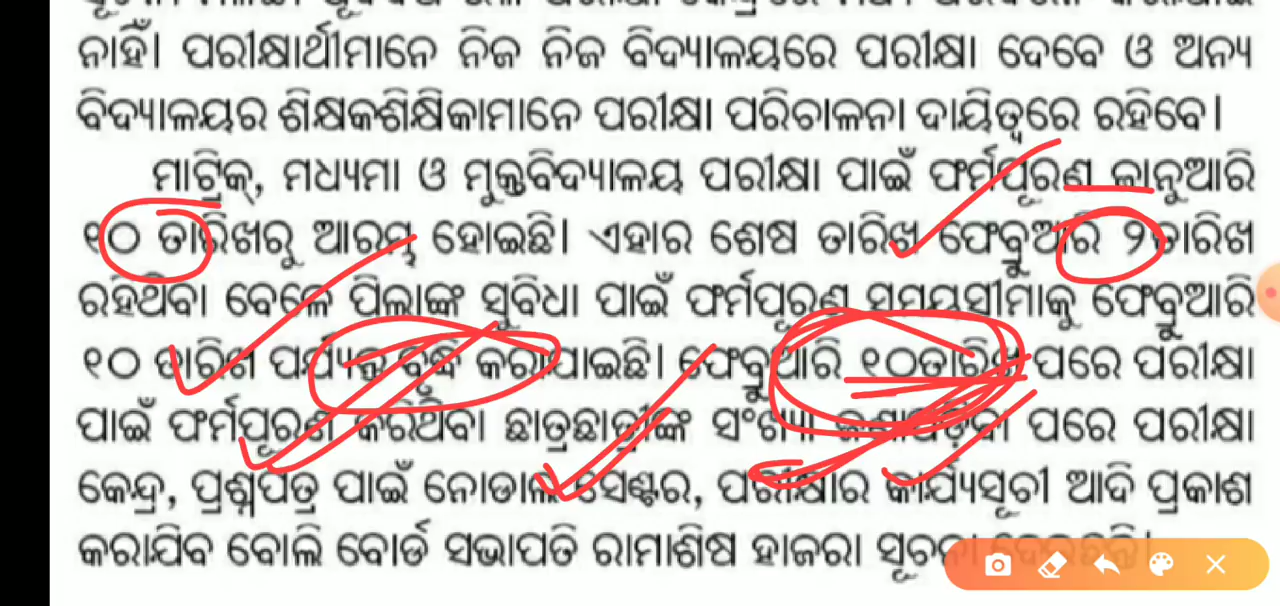 ନାହିଁ। ପରୀକ୍ଷାର୍ଥୀମାନେ ନିଜ ନିଜ ବିଦ୍ୟାଳୟରେ ପରୀକ୍ଷା ଦେବେ ଓ ଅନ୍ୟ
ବିଦ୍ୟାଳୟର ଶିକ୍ଷକଶିକ୍ଷିକାମାନେ ପରୀକ୍ଷା ପରିଚାଳନା ଦାୟିତ୍ୱରେ ରହିବେ।
ମାଟ୍ରିକ୍, ମଧ୍ୟମା ଓ ମୁକ୍ତବିଦ୍ୟାଳୟ ପରୀକ୍ଷା ପାଇଁ ଫର୍ମପୂରଣ ଜାନୁଆରି
୧୦ ତାରିଖରୁ ଆରମ୍ଭ ହୋଇଛି। ଏହାର ଶେଷ ତାରିଖ ଫେବ୍ରୁଆରି ୨ତାରିଖ
ରହିଥିବା ବେଳେ ପିଲାଙ୍କ ସୁବିଧା ପାଇଁ ଫର୍ମପୂରଣ ସମୟସୀମାକୁ ଫେବ୍ରୁଆରି
୧୦ ତାରିଖ ପର୍ଯ୍ୟନ୍ତ ବୃଦ୍ଧି କରାଯାଇଛି। ଫେବ୍ରୁଆରି ୧୦ତାରିଖ ପରେ ପରୀକ୍ଷା
ପାଇଁ ଫର୍ମପୂରଣ କରିଥିବା ଛାତ୍ରଛାତ୍ରୀଙ୍କ ସଂଖ୍ୟା ଜଣାପଡ଼ିବା ପରେ ପରୀକ୍ଷା
କେନ୍ଦ୍ର, ପ୍ରଶ୍ନପତ୍ର ପାଇଁ ନୋଡାଲ ସେଣ୍ଟର, ପରୀକ୍ଷାର କାର୍ଯ୍ୟସୂଚୀ ଆଦି ପ୍ରକାଶ
କରାଯିବ ବୋଲି ବୋର୍ଡ ସଭାପତି ରାମାଶିଷ ହାଜରା ସୂଚନା ଦେଇଛନ୍ତି।